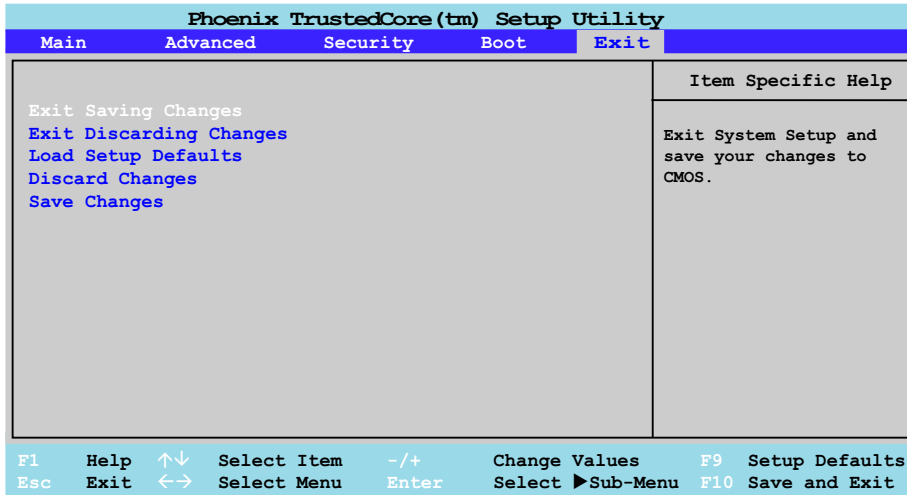 Phoenix TrustedCore(tm) Setup Utility
Main Advanced Security Boot Exit
Item Specific Help
Exit Saving Changes
Exit Discarding Changes
Load Setup Defaults
Discard Changes
Save Changes
Exit System Setup and
save your changes to
CMOS.
F1 Help ↑↓ Select Item -/+ Change Values F9 Setup Defaults
Esc Exit ←→ Select Menu Enter Select ▶Sub-Menu F10 Save and Exit